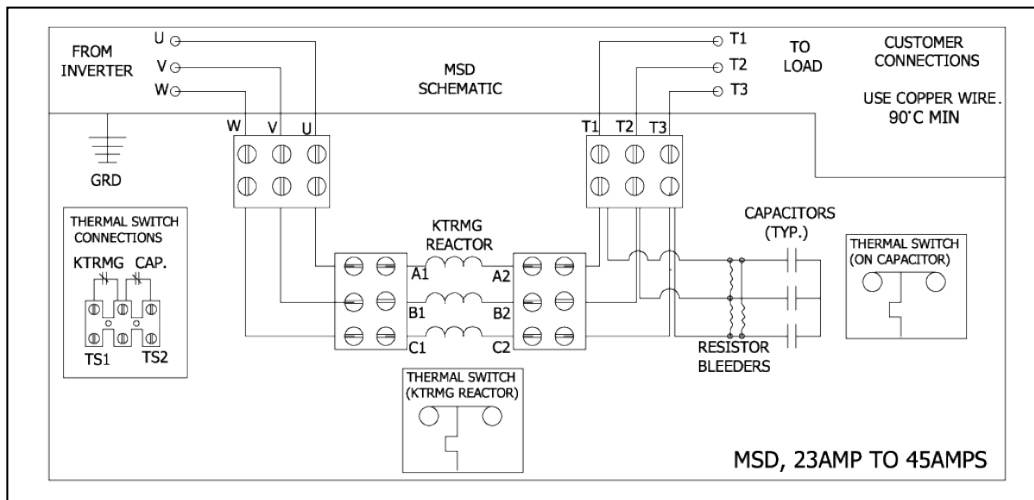 FROM
INVERTER
U
V
W
MSD
SCHEMATIC
T1
T2
T3
TO
LOAD
CUSTOMER
CONNECTIONS
USE COPPER WIRE.
90°C MIN
GRD
W V U
T1 T2 T3
THERMAL SWITCH
CONNECTIONS
KTRMG CAP.
TS1 TS2
KTRMG
REACTOR
A1 A2
B1 B2
C1 C2
CAPACITORS
(TYP.)
RESISTOR
BLEEDERS
THERMAL SWITCH
(ON CAPACITOR)
THERMAL SWITCH
(KTRMG REACTOR)
MSD, 23AMP TO 45AMPS